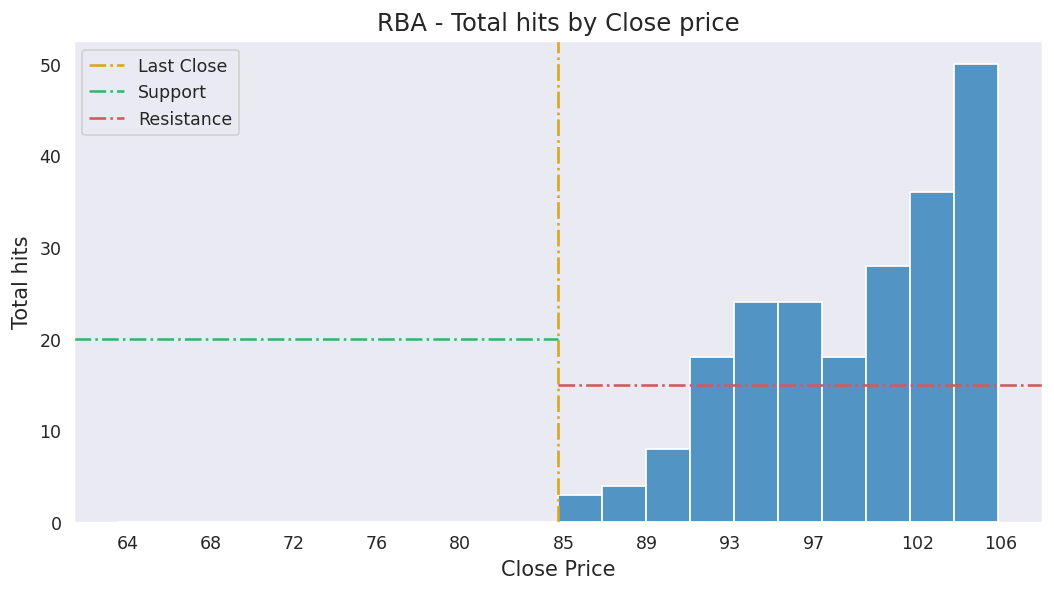 RBA - Total hits by Close price
Last Close
Support
Resistance
50
40
30
20
10
0
Total hits
64 68 72 76 80 85 89 93 97 102 106
Close Price